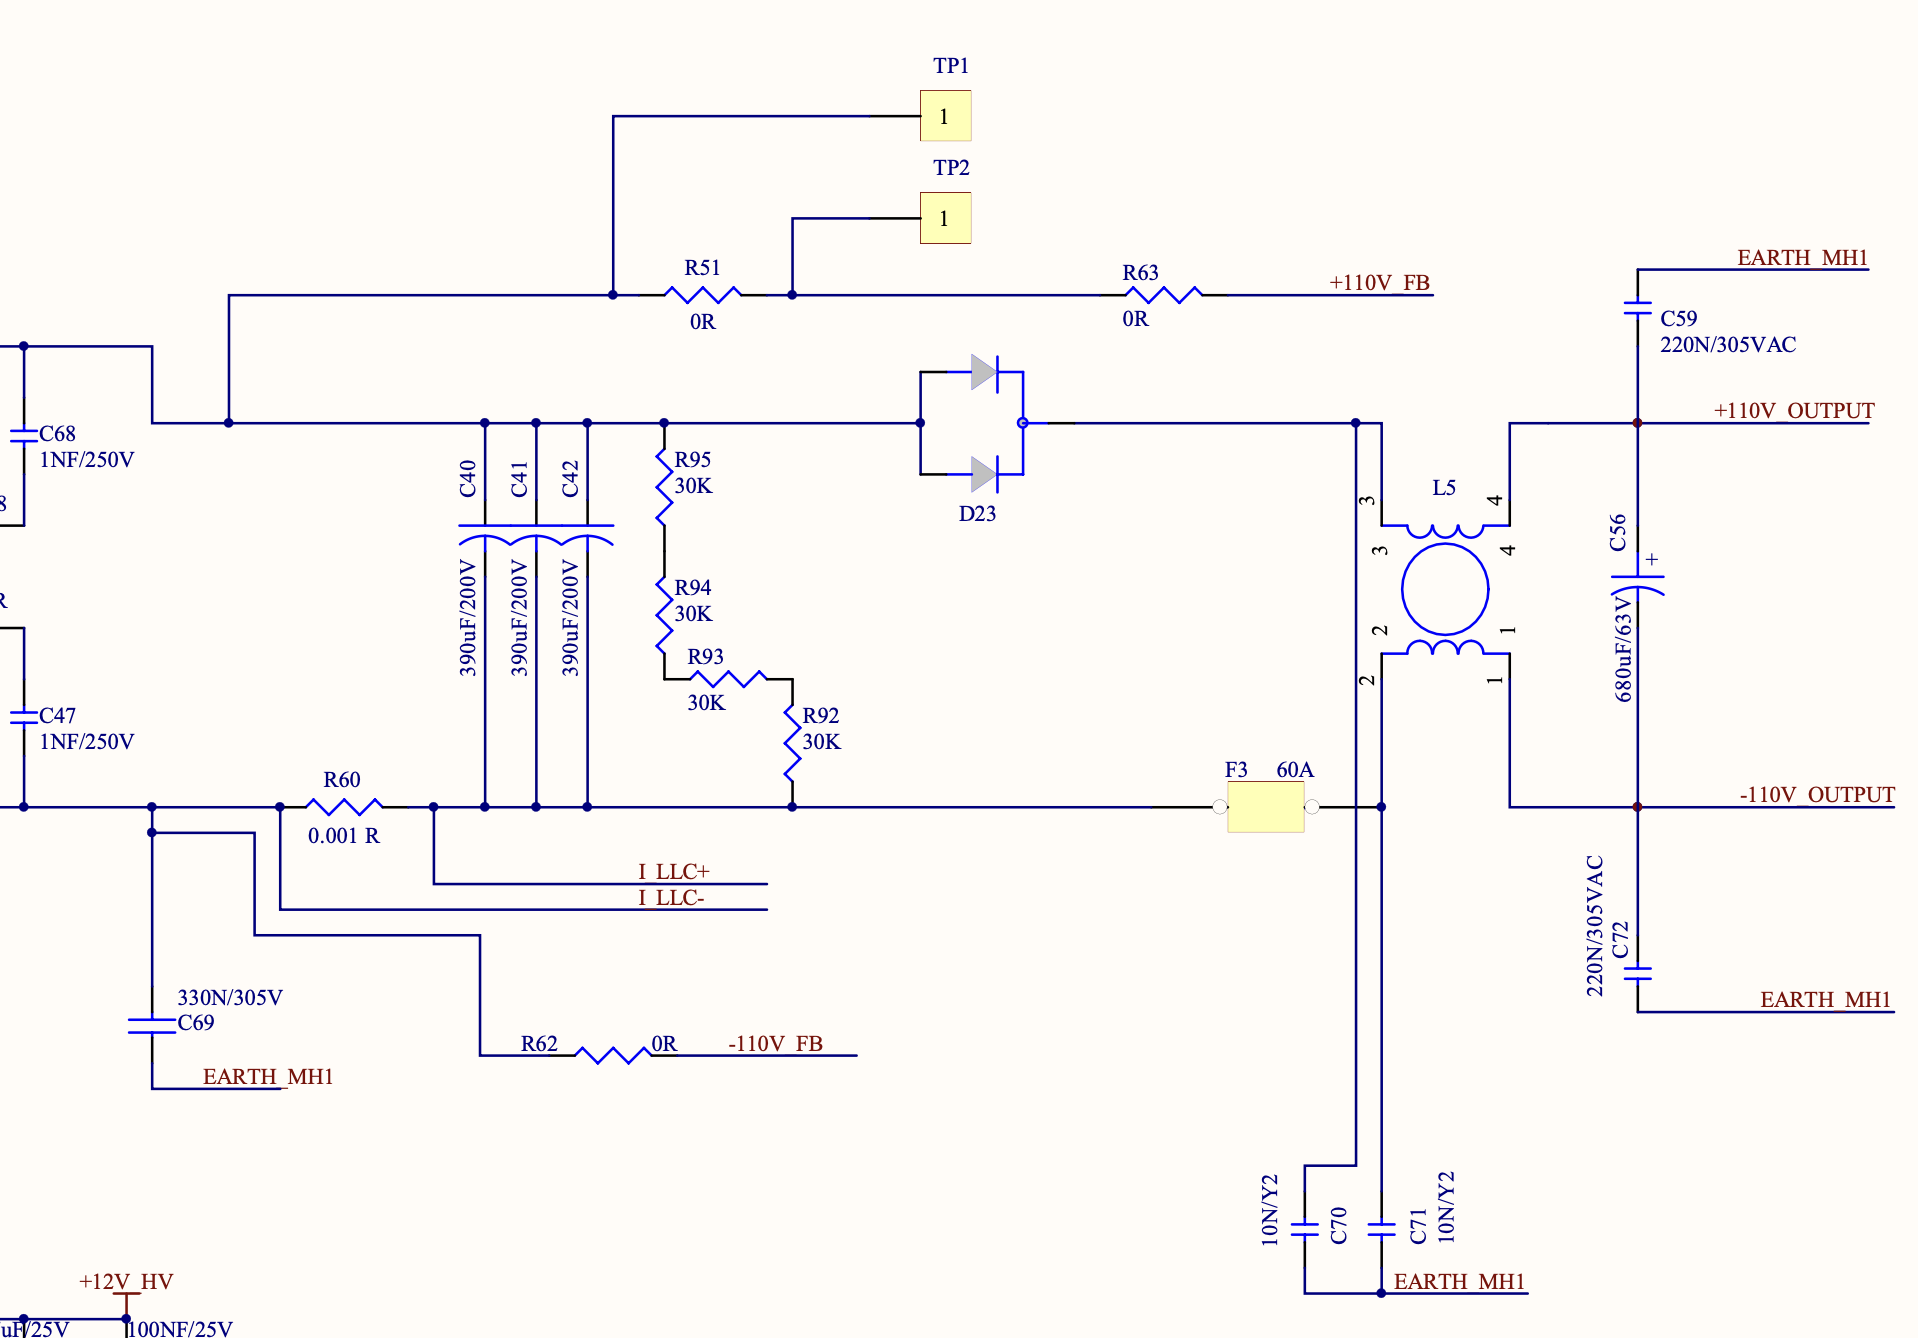 TP1
1
TP2
1
R51
0R
R63
0R
+110V_FB
EARTH_MH1
C59
220N/305VAC
+110V_OUTPUT
C68
1NF/250V
8
R
C47
1NF/250V
C40
390uF/200V
C41
390uF/200V
C42
390uF/200V
R95
30K
R94
30K
R93
30K
R92
30K
D23
L5
3
3
4
4
2
2
1
1
C56
+
680uF/63V
F3 60A
-110V_OUTPUT
R60
0.001 R
I_LLC+
I_LLC-
330N/305V
C69
EARTH_MH1
R62 0R -110V_FB
220N/305VAC
C72
EARTH_MH1
10N/Y2
C70
C71
10N/Y2
EARTH_MH1
+12V_HV
uF/25V
100NF/25V